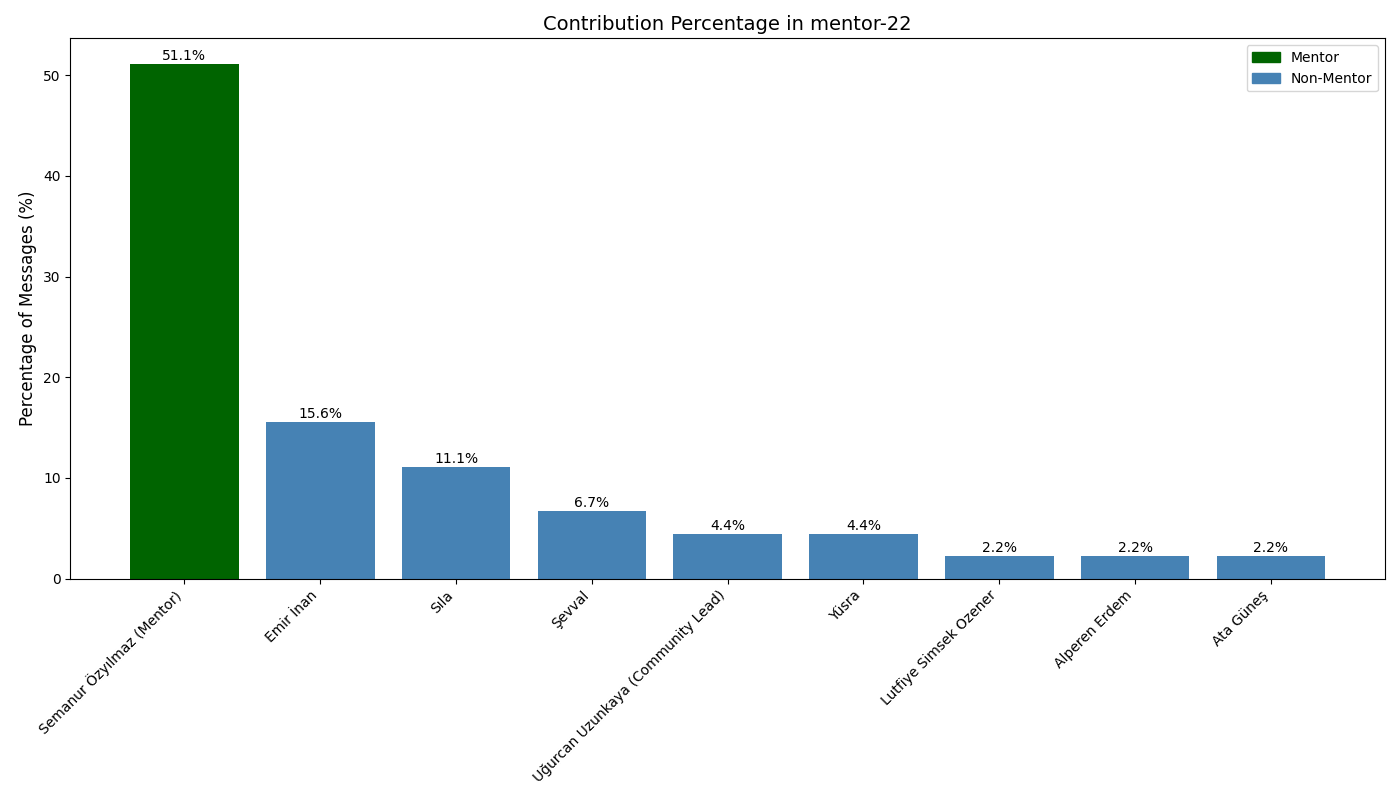 Contribution Percentage in mentor-22
Mentor
Non-Mentor
Percentage of Messages (%)
50
40
30
20
10
0
51.1%
15.6%
11.1%
6.7%
4.4%
4.4%
2.2%
2.2%
2.2%
Semanur Özyılmaz (Mentor)
Emir İnan
Sıla
Şevval
Uğurcan Uzunkaya (Community Lead)
Yüsra
Lutfiye Simsek Ozener
Alperen Erdem
Ata Güneş